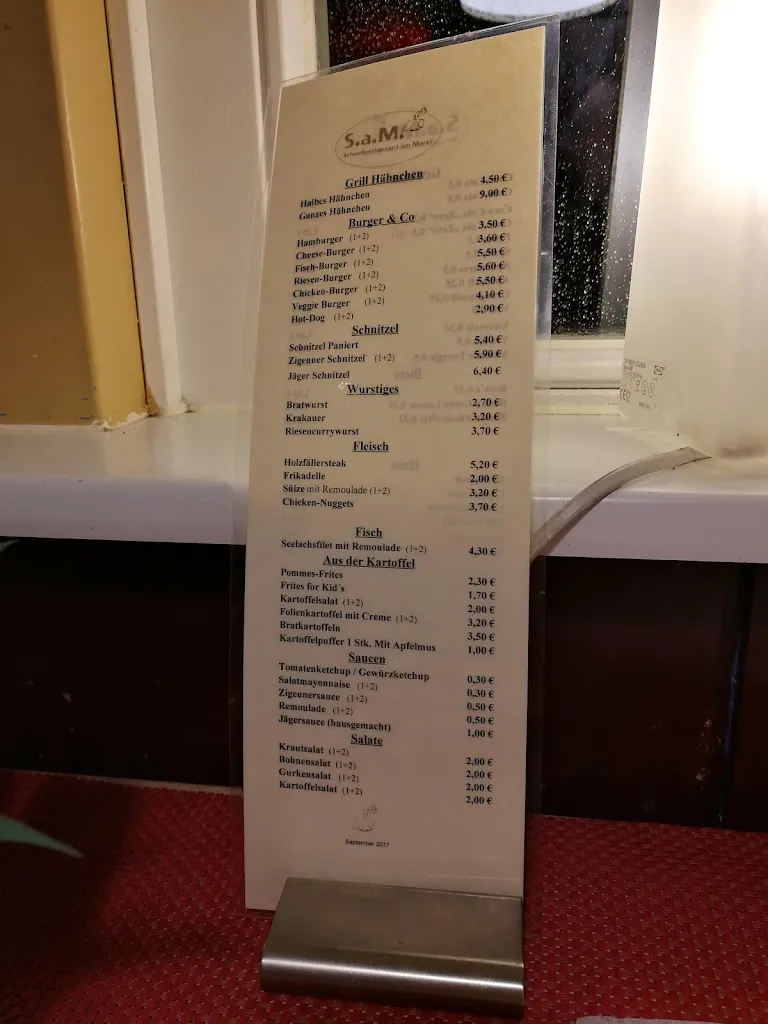 S.a.M.
Schnellrestaurant am Markt
Grill Hähnchen
Halbes Hähnchen 4,50 €
Ganzes Hähnchen 9,00 €
Burger & Co
Hamburger (1+2) 3,50 €
Cheese-Burger (1+2) 3,60 €
Fisch-Burger (1+2) 5,50 €
Riesen-Burger (1+2) 5,60 €
Chicken-Burger (1+2) 5,50 €
Veggie Burger (1+2) 4,10 €
Hot-Dog (1+2) 2,90 €
Schnitzel
Schnitzel Paniert 5,40 €
Zigeuner Schnitzel (1+2) 5,90 €
Jäger Schnitzel 6,40 €
Wurstiges
Bratwurst 2,70 €
Krakauer 3,20 €
Riesencurrywurst 3,70 €
Fleisch
Holzfällersteak 5,20 €
Frikadelle 2,00 €
Sülze mit Remoulade (1+2) 3,20 €
Chicken-Nuggets 3,70 €
Fisch
Seelachsfilet mit Remoulade (1+2) 4,30 €
Aus der Kartoffel
Pommes-Frites 2,30 €
Frites for Kid´s 1,70 €
Kartoffelsalat (1+2) 2,00 €
Folienkartoffel mit Creme (1+2) 3,20 €
Bratkartoffeln 3,50 €
Kartoffelpuffer 1 Stk. Mit Apfelmus 1,00 €
Saucen
Tomatenketchup / Gewürzketchup 0,30 €
Salatmayonnaise (1+2) 0,30 €
Zigeunersauce (1+2) 0,50 €
Remoulade (1+2) 0,50 €
Jägersauce (hausgemacht) 1,00 €
Salate
Krautsalat (1+2) 2,00 €
Bohnensalat (1+2) 2,00 €
Gurkensalat (1+2) 2,00 €
Kartoffelsalat (1+2) 2,00 €
September 2017